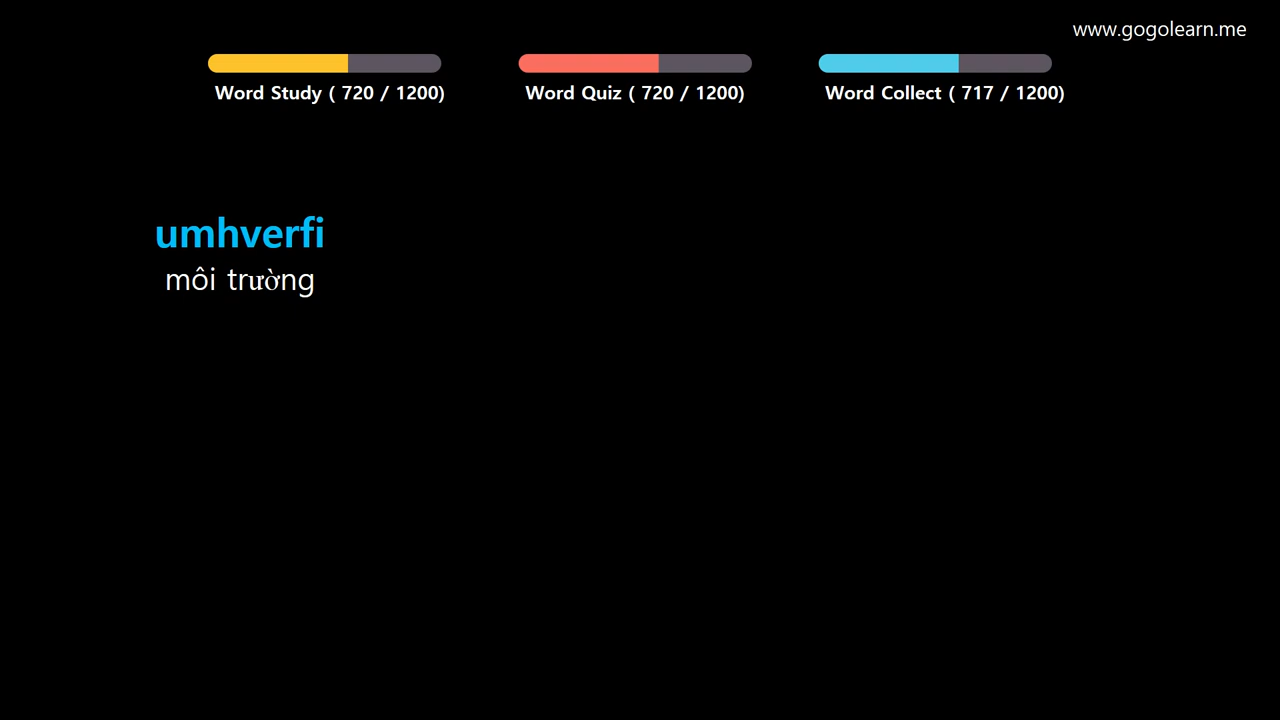 www.gogolearn.me
Word Study ( 720 / 1200)
Word Quiz ( 720 / 1200)
Word Collect ( 717 / 1200)
umhverfi
môi trường